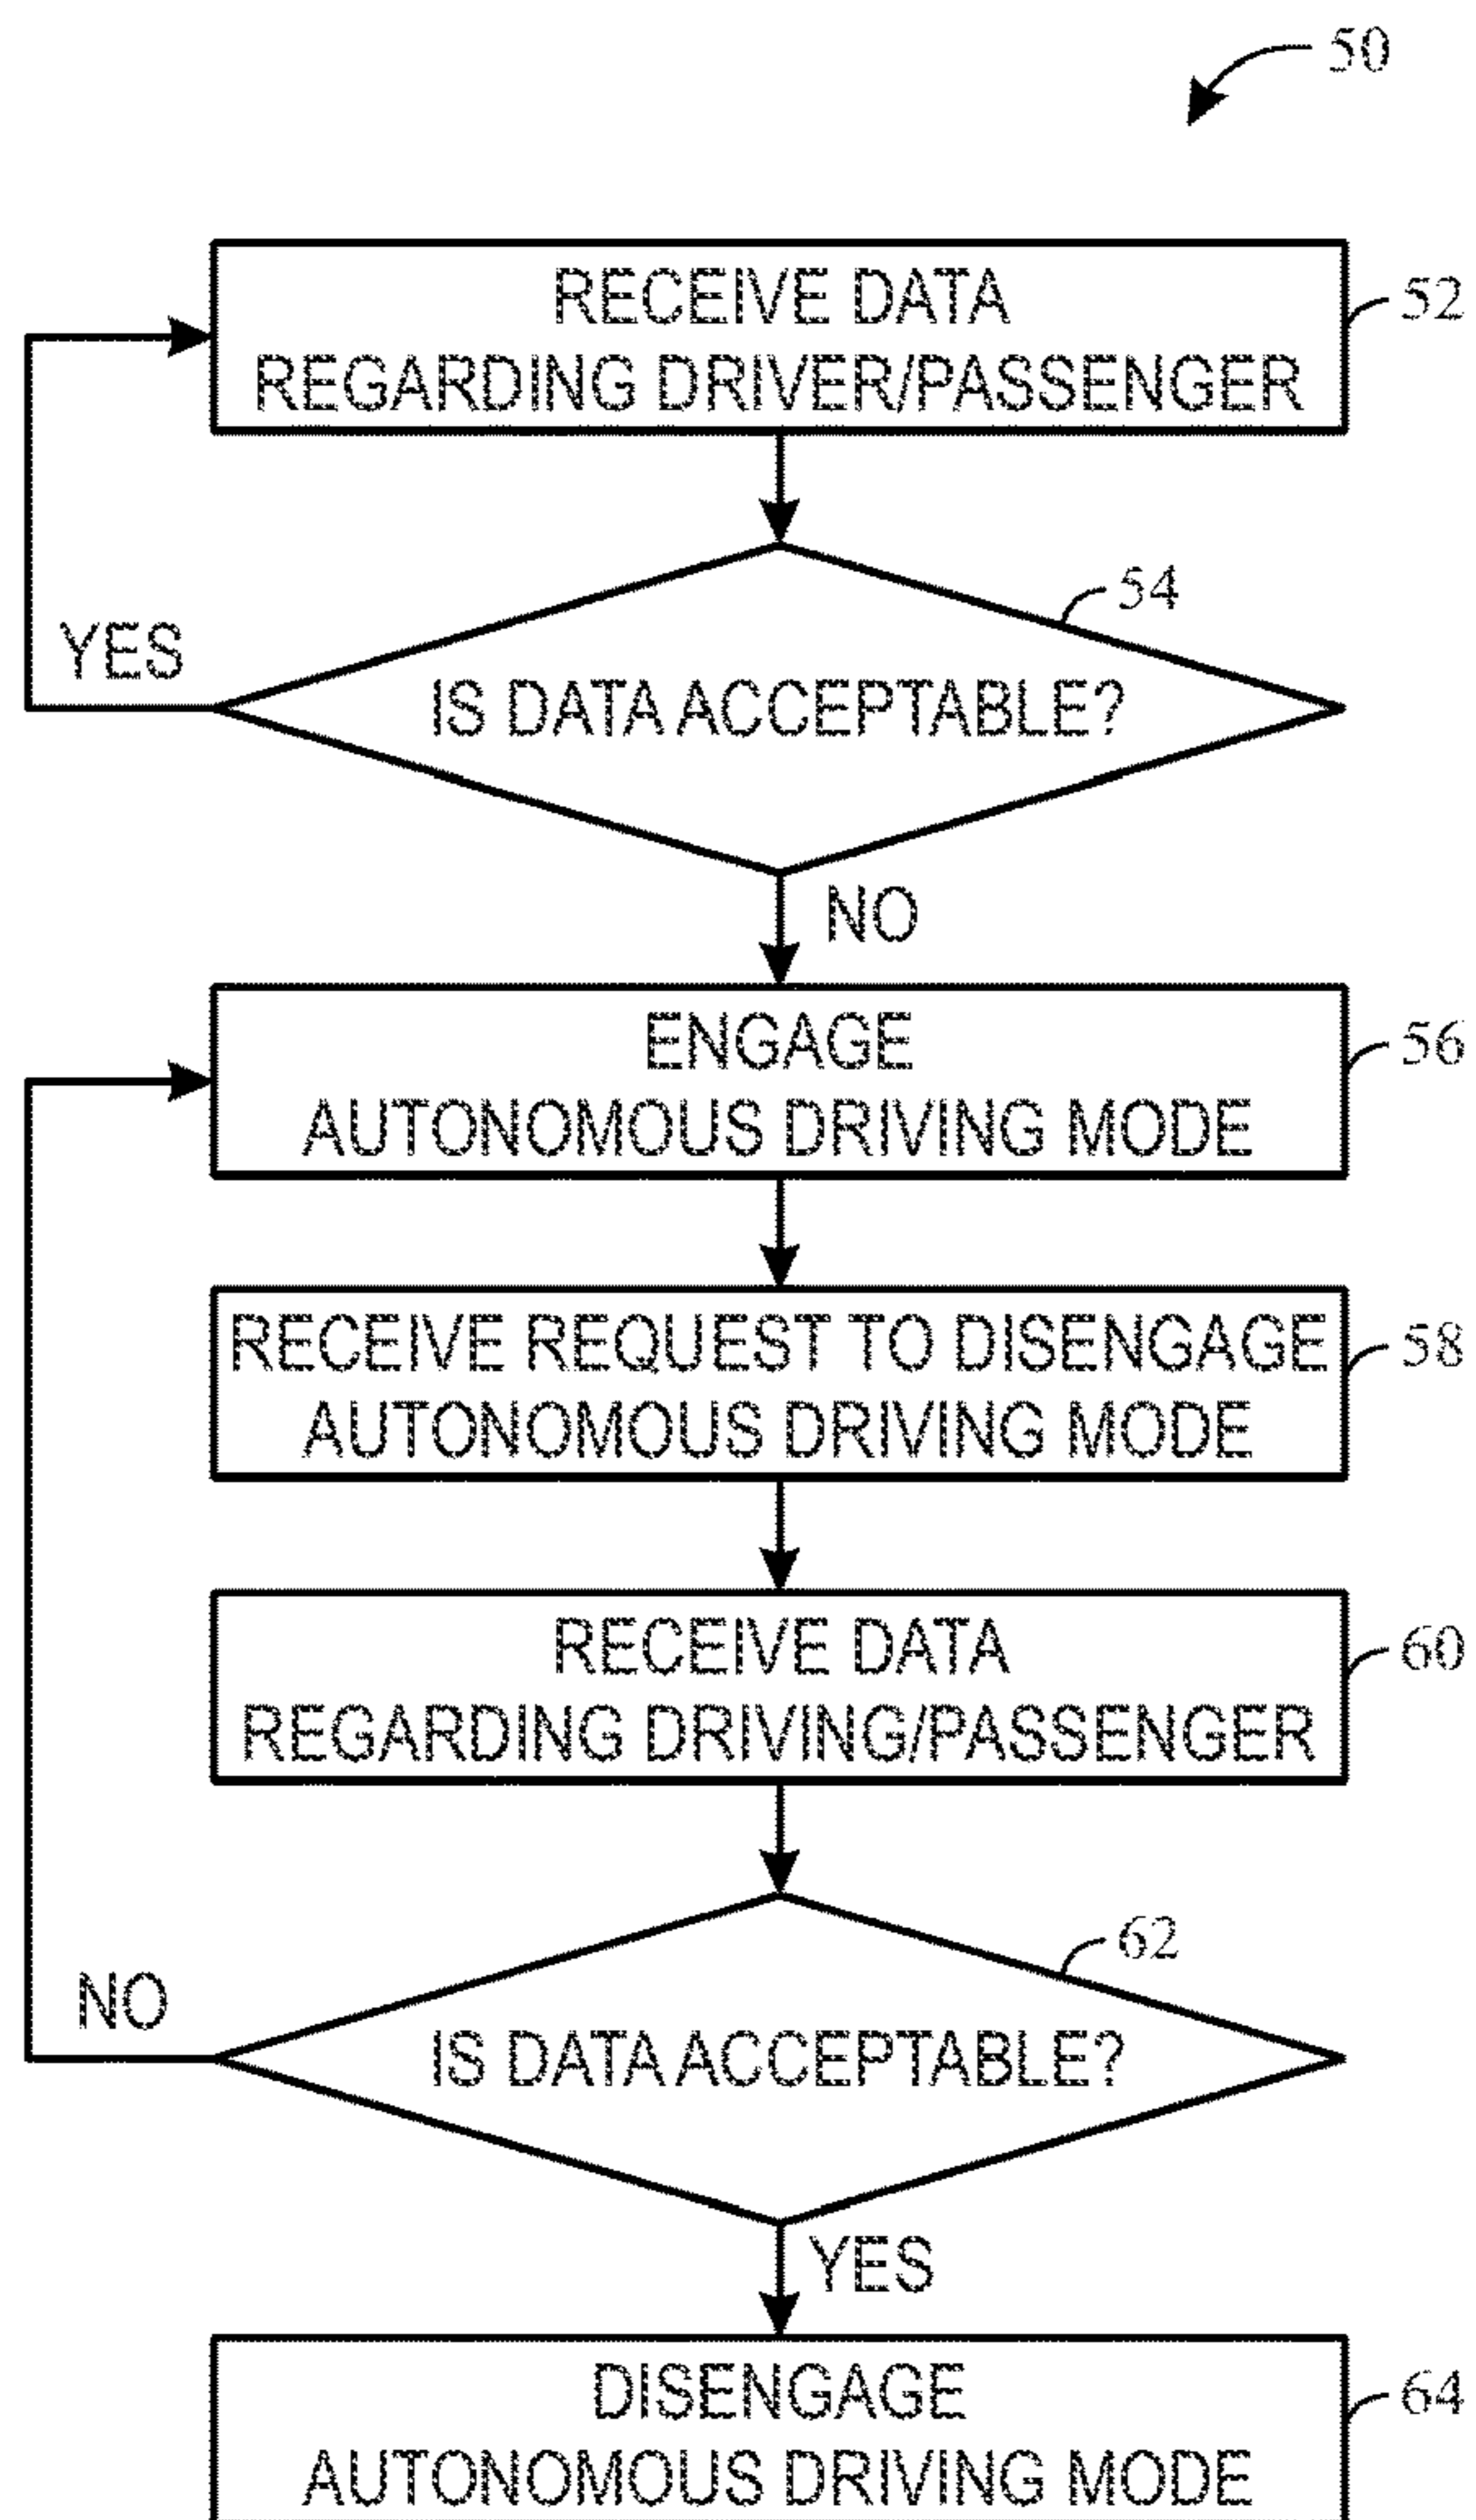 50
RECEIVE DATA
REGARDING DRIVER/PASSENGER
52
54
YES
IS DATA ACCEPTABLE?
NO
ENGAGE
AUTONOMOUS DRIVING MODE
56
RECEIVE REQUEST TO DISENGAGE
AUTONOMOUS DRIVING MODE
58
RECEIVE DATA
REGARDING DRIVING/PASSENGER
60
62
NO
IS DATA ACCEPTABLE?
YES
DISENGAGE
AUTONOMOUS DRIVING MODE
64